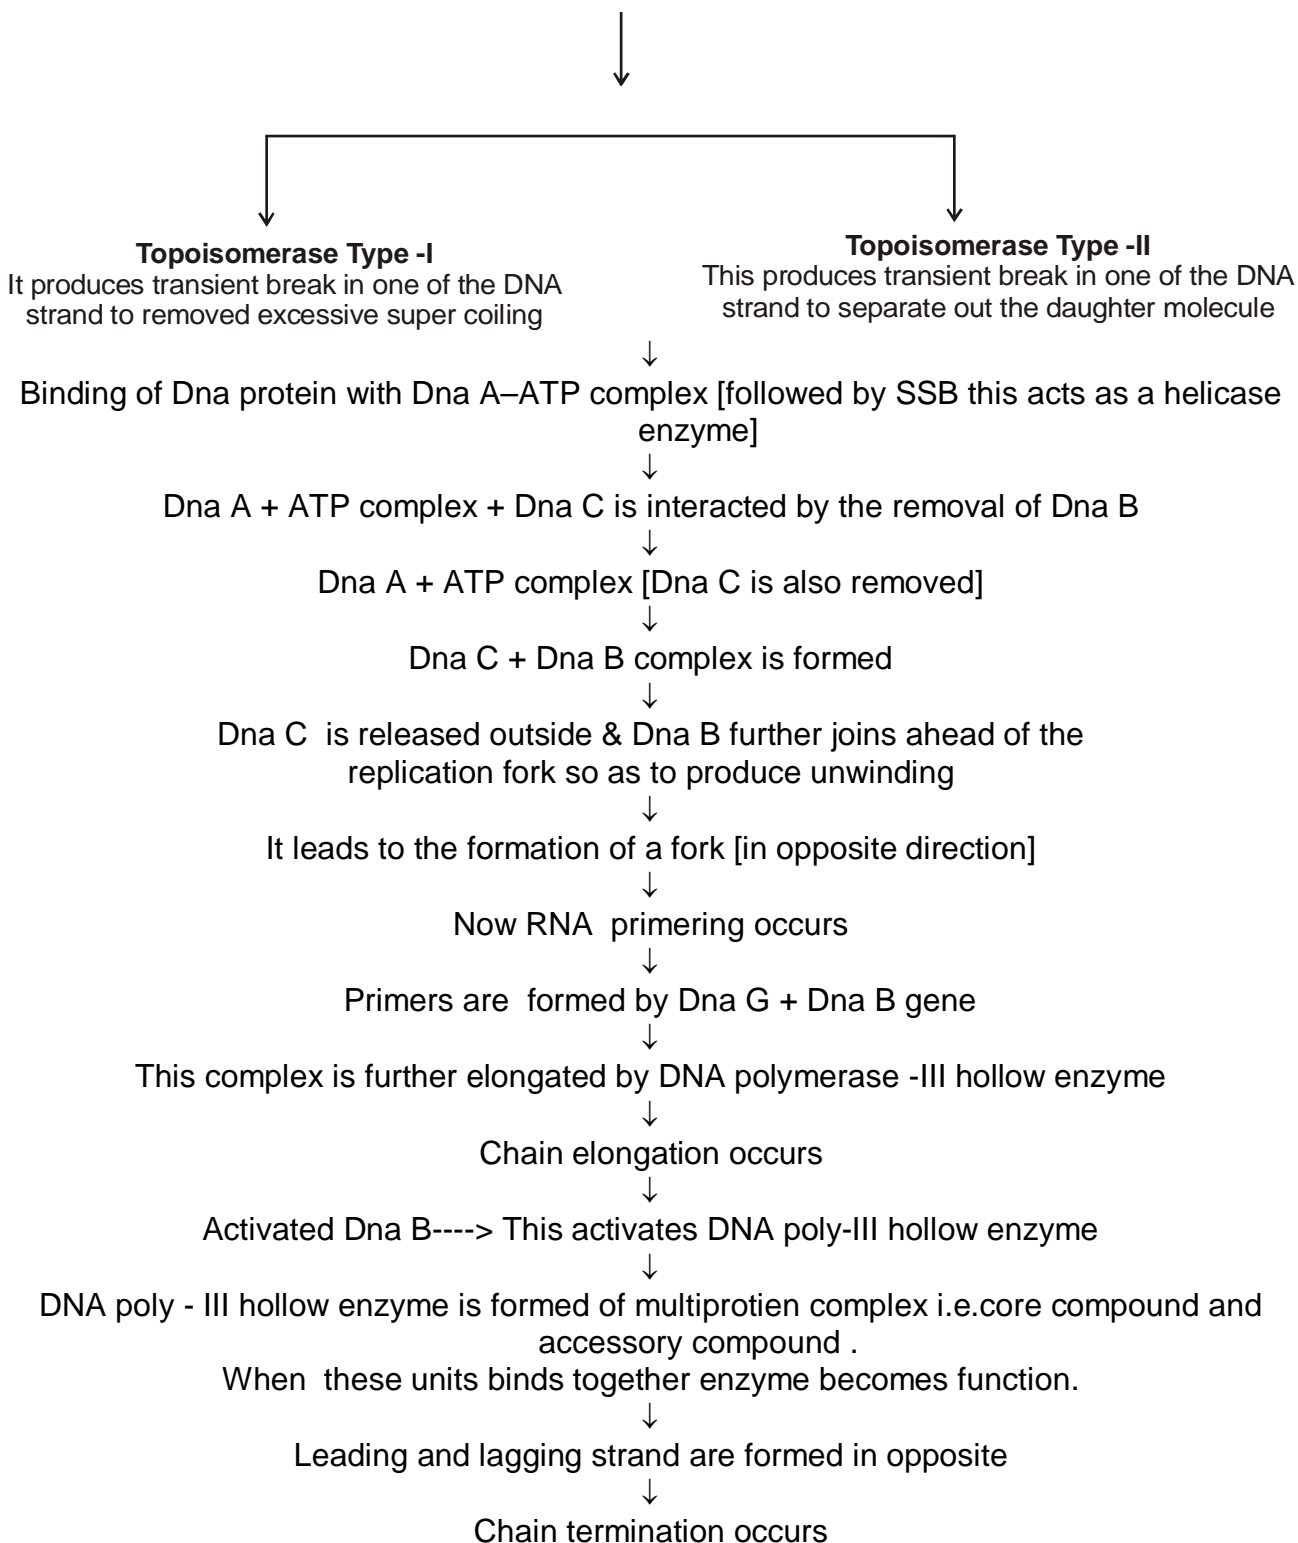 Topoisomerase Type -I
It produces transient break in one of the DNA
strand to removed excessive super coiling
Topoisomerase Type -II
This produces transient break in one of the DNA
strand to separate out the daughter molecule
↓
Binding of Dna protein with Dna A–ATP complex [followed by SSB this acts as a helicase
enzyme]
↓
Dna A + ATP complex + Dna C is interacted by the removal of Dna B
↓
Dna A + ATP complex [Dna C is also removed]
↓
Dna C + Dna B complex is formed
↓
Dna C is released outside & Dna B further joins ahead of the
replication fork so as to produce unwinding
↓
It leads to the formation of a fork [in opposite direction]
↓
Now RNA primering occurs
↓
Primers are formed by Dna G + Dna B gene
↓
This complex is further elongated by DNA polymerase -III hollow enzyme
↓
Chain elongation occurs
↓
Activated Dna B----> This activates DNA poly-III hollow enzyme
↓
DNA poly - III hollow enzyme is formed of multiprotien complex i.e.core compound and
accessory compound .
When these units binds together enzyme becomes function.
↓
Leading and lagging strand are formed in opposite
↓
Chain termination occurs